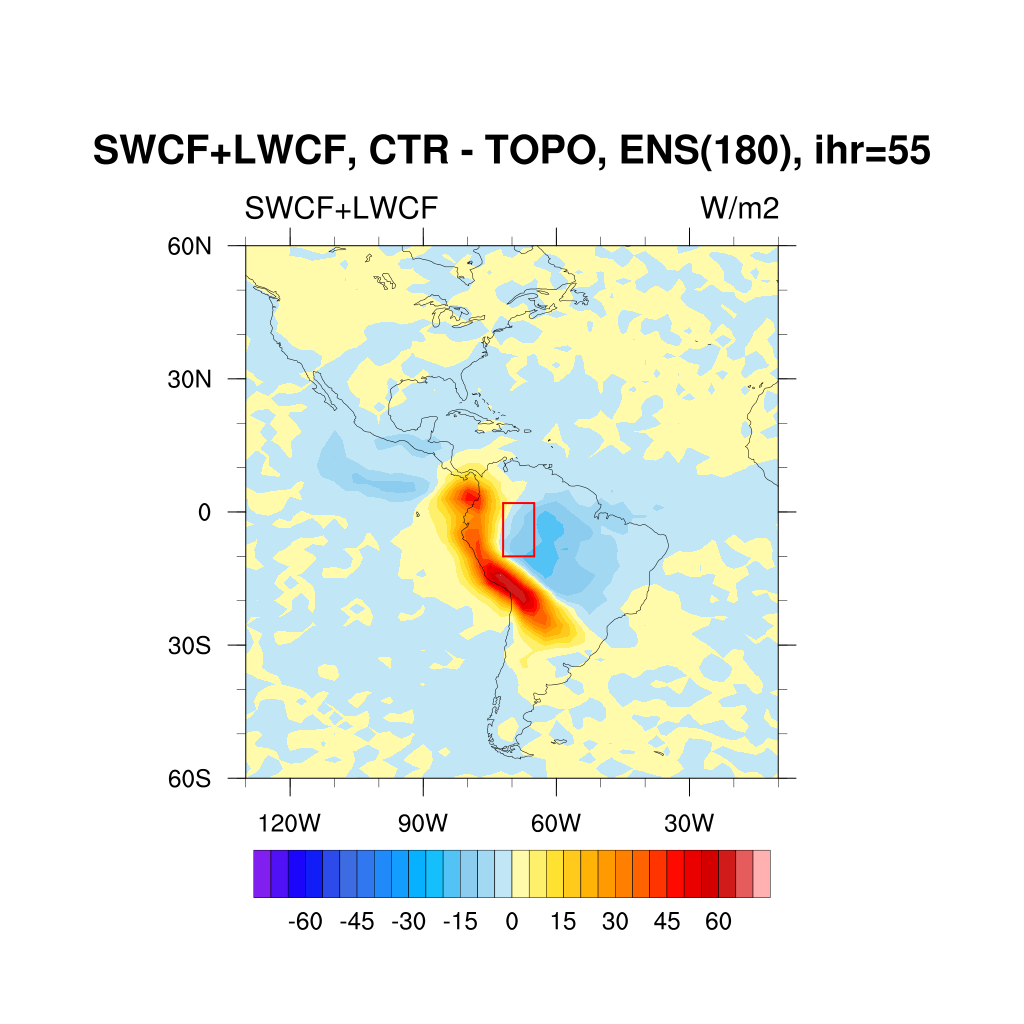 SWCF+LWCF, CTR - TOPO, ENS(180), ihr=55
SWCF+LWCF W/m2
60N
30N
0
30S
60S
120W 90W 60W 30W
-60 -45 -30 -15 0 15 30 45 60